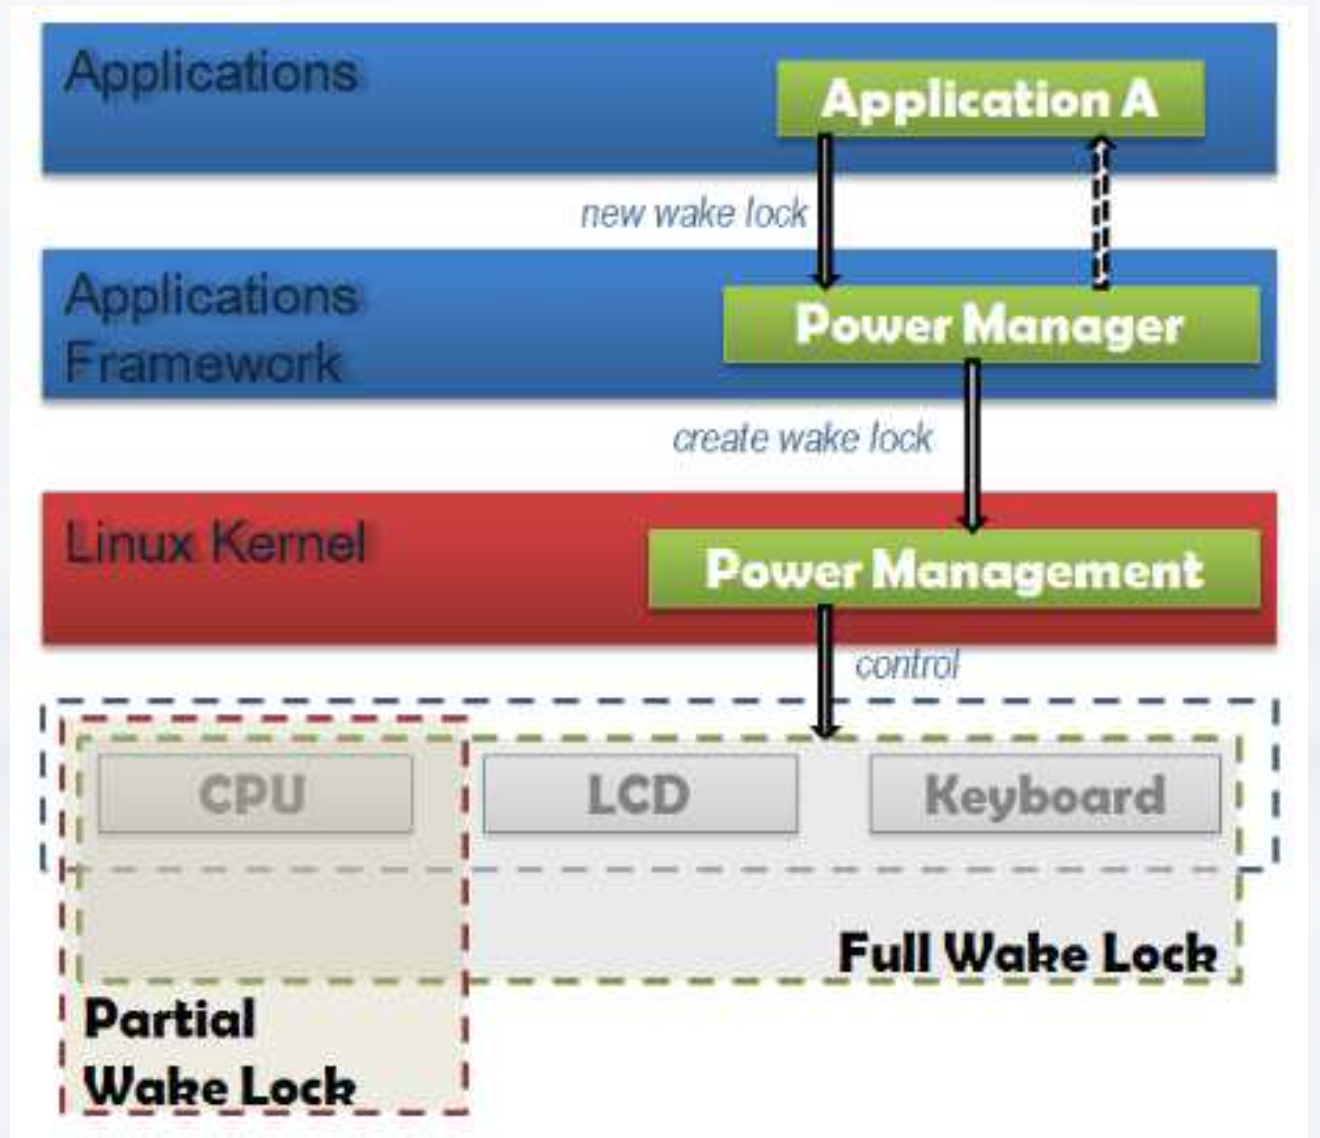 Applications
Application A
new wake lock
Applications
Framework
Power Manager
create wake lock
Linux Kernel
Power Management
control
CPU
LCD
Keyboard
Full Wake Lock
Partial
Wake Lock